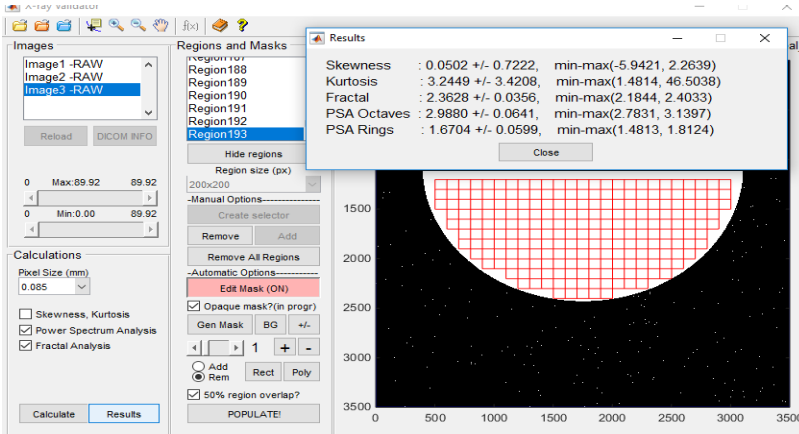 X-ray Validator
f(x)
Images
Image1 -RAW
Image2 -RAW
Image3 -RAW
Reload DICOM INFO
0 Max:89.92 89.92
0 Min:0.00 89.92
Calculations
Pixel Size (mm)
0.085
Skewness, Kurtosis
Power Spectrum Analysis
Fractal Analysis
Calculate Results
Regions and Masks
Region187
Region188
Region189
Region190
Region191
Region192
Region193
Hide regions
Region
size (px)
200x200
-Manual Options---------------
Create selector
Remove Add
Remove All Regions
-Automatic Options-----------
Edit Mask (ON)
Opaque mask?(in progr)
Gen Mask BG +/-
1 + -
Add
Rem
Rect Poly
50% region overlap?
POPULATE!
Results
Skewness : 0.0502 +/- 0.7222, min-max(-5.9421, 2.2639)
Kurtosis : 3.2449 +/- 3.4208, min-max(1.4814, 46.5038)
Fractal : 2.3628 +/- 0.0356, min-max(2.1844, 2.4033)
PSA Octaves : 2.9880 +/- 0.0641, min-max(2.7831, 3.1397)
PSA Rings : 1.6704 +/- 0.0599, min-max(1.4813, 1.8124)
Close
1500
2000
2500
3000
3500
0 500 1000 1500 2000 2500 3000 3500